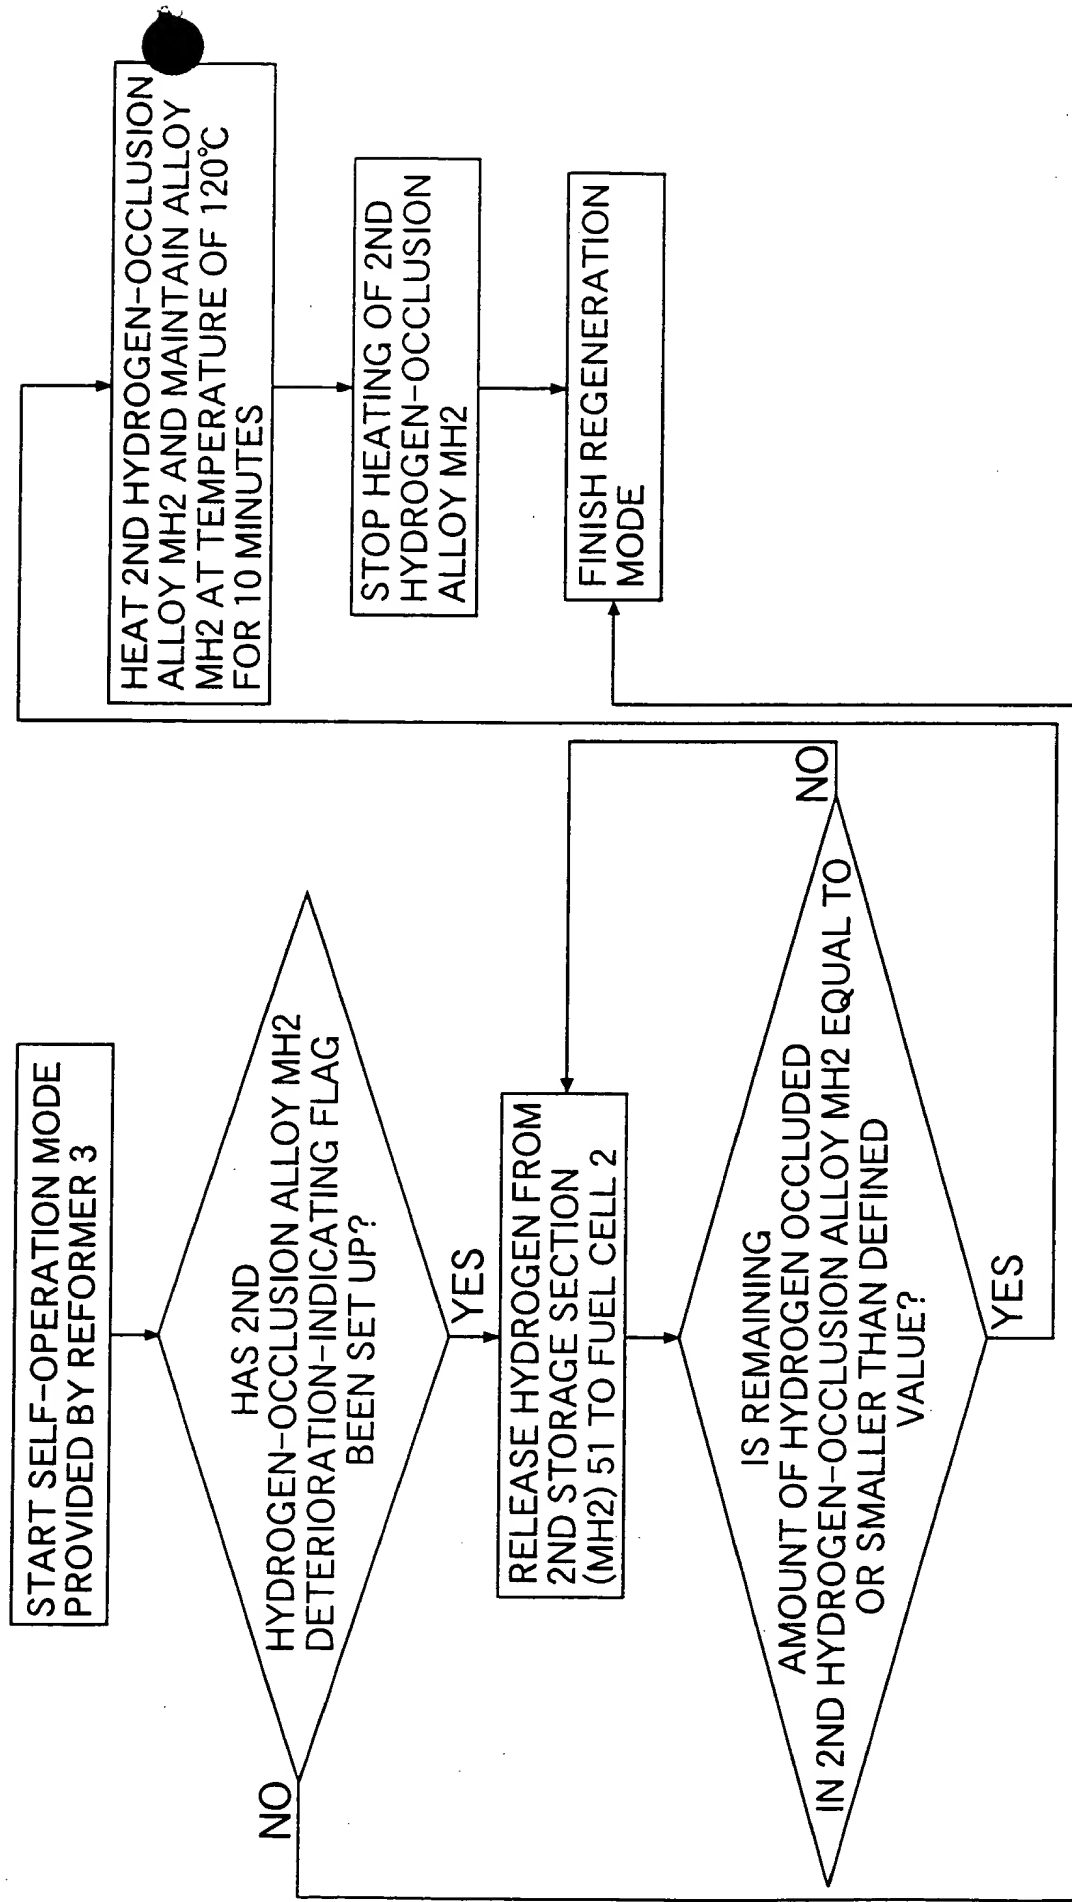 START SELF-OPERATION MODE
PROVIDED BY REFORMER 3
HAS 2ND
HYDROGEN-OCCLUSION ALLOY MH2
DETERIORATION-INDICATING FLAG
BEEN SET UP?
NO
YES
RELEASE HYDROGEN FROM
2ND STORAGE SECTION
(MH2) 51 TO FUEL CELL 2
IS REMAINING
AMOUNT OF HYDROGEN OCCLUDED
IN 2ND HYDROGEN-OCCLUSION ALLOY MH2 EQUAL TO
OR SMALLER THAN DEFINED
VALUE?
NO
YES
HEAT 2ND HYDROGEN-OCCLUSION
ALLOY MH2 AND MAINTAIN ALLOY
MH2 AT TEMPERATURE OF 120°C
FOR 10 MINUTES
STOP HEATING OF 2ND
HYDROGEN-OCCLUSION
ALLOY MH2
FINISH REGENERATION
MODE